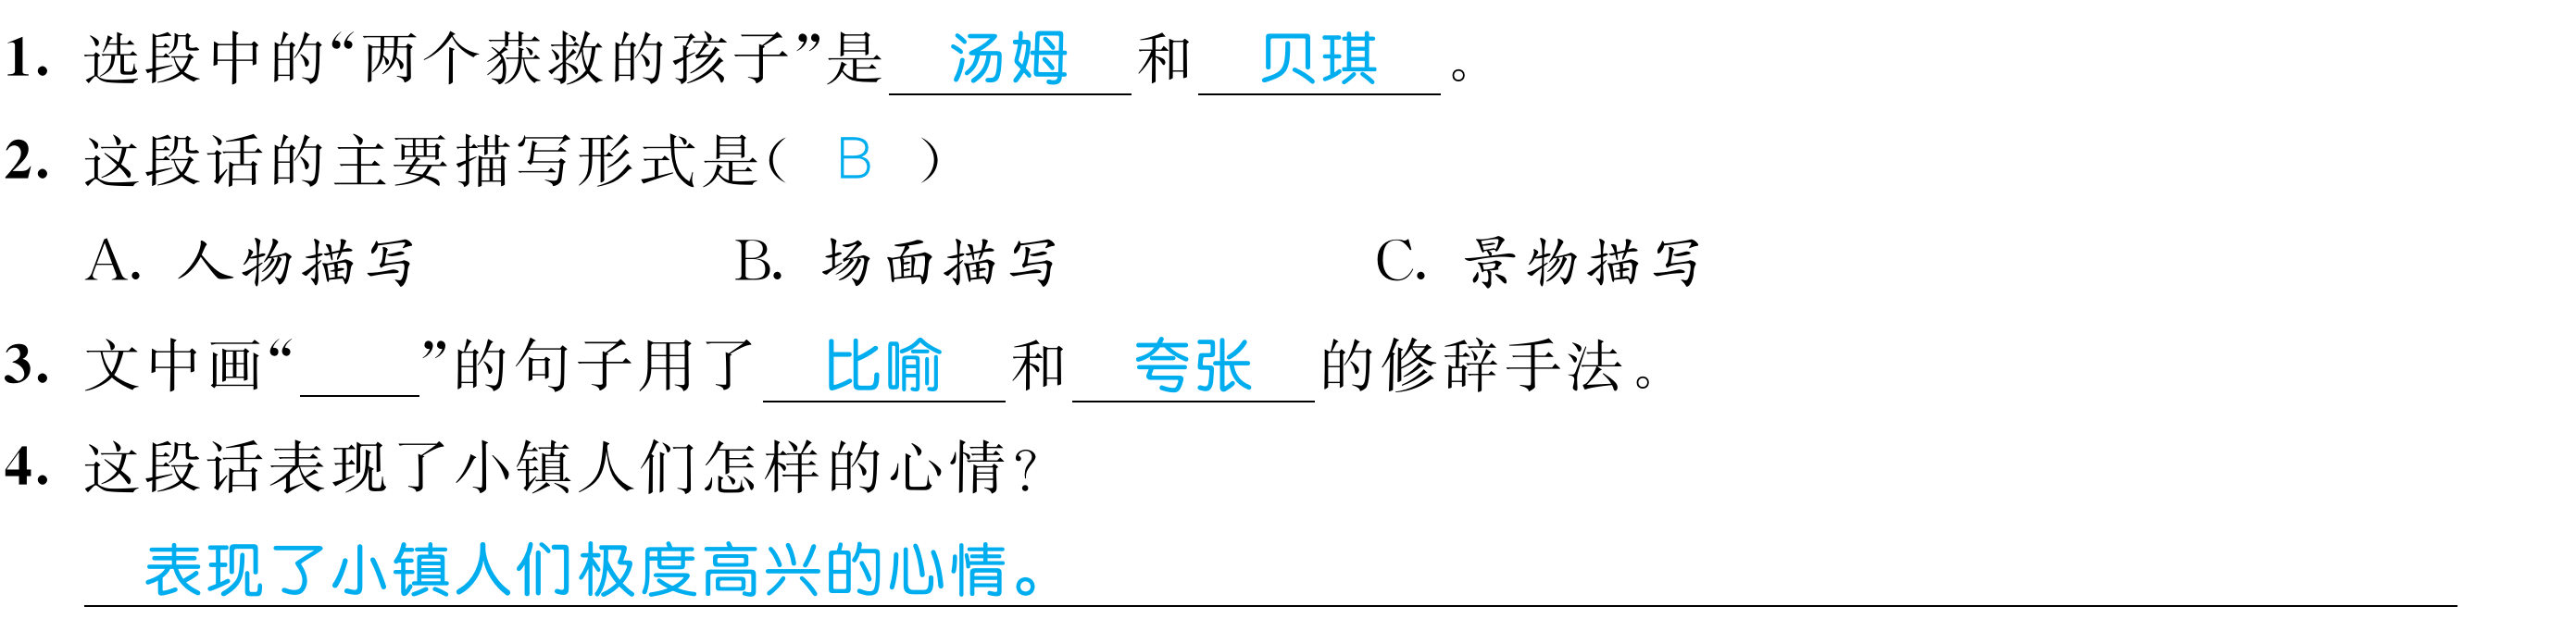 1. 选段中的“两个获救的孩子”是 汤姆 和 贝琪 。
2. 这段话的主要描写形式是( B )
A. 人物描写 B. 场面描写 C. 景物描写
3. 文中画“____”的句子用了 比喻 和 夸张 的修辞手法。
4. 这段话表现了小镇人们怎样的心情?
表现了小镇人们极度高兴的心情。